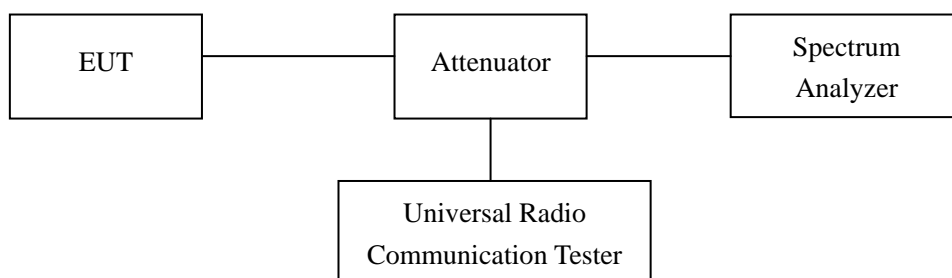 EUT
Attenuator
Spectrum
Analyzer
Universal Radio
Communication Tester